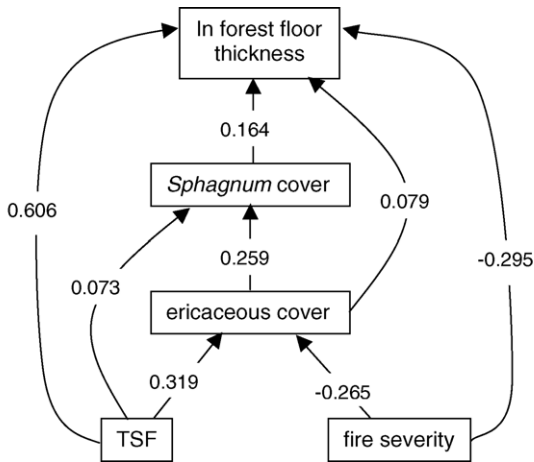 ln forest floor
thickness
0.164
Sphagnum cover
0.606
0.079
0.259
-0.295
0.073
ericaceous cover
0.319
-0.265
TSF
fire severity